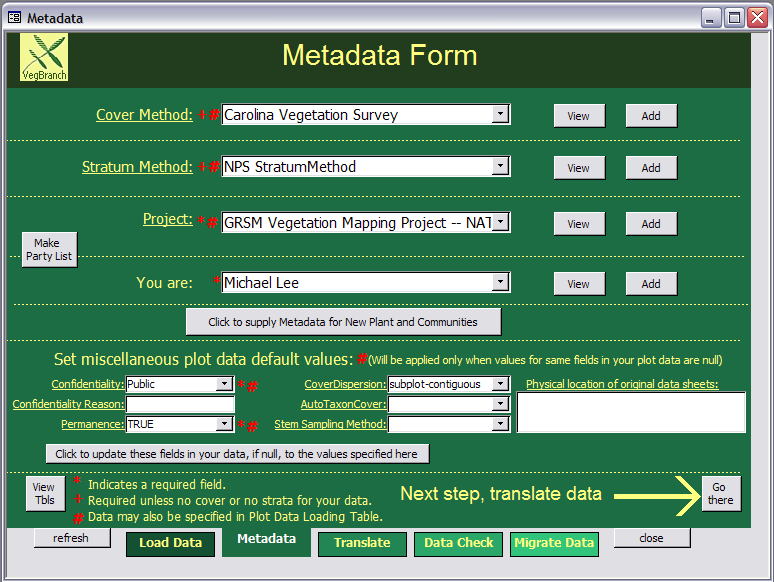 Metadata
VegBranch
Metadata Form
Cover Method: +# Carolina Vegetation Survey View Add
Stratum Method: +# NPS StratumMethod View Add
Project: *# GRSM Vegetation Mapping Project -- NAT View Add
Make
Party List
You are: * Michael Lee View Add
Click to supply Metadata for New Plant and Communities
Set miscellaneous plot data default values: #(Will be applied only when values for same fields in your plot data are null)
Confidentiality: Public *# CoverDispersion: subplot-contiguous Physical location of original data sheets:
Confidentiality Reason: AutoTaxonCover:
Permanence: TRUE *# Stem Sampling Method:
Click to update these fields in your data, if null, to the values specified here
View
Tbls
* Indicates a required field.
+ Required unless no cover or no strata for your data.
# Data may also be specified in Plot Data Loading Table.
Next step, translate data
Go
there
refresh Load Data Metadata Translate Data Check Migrate Data close